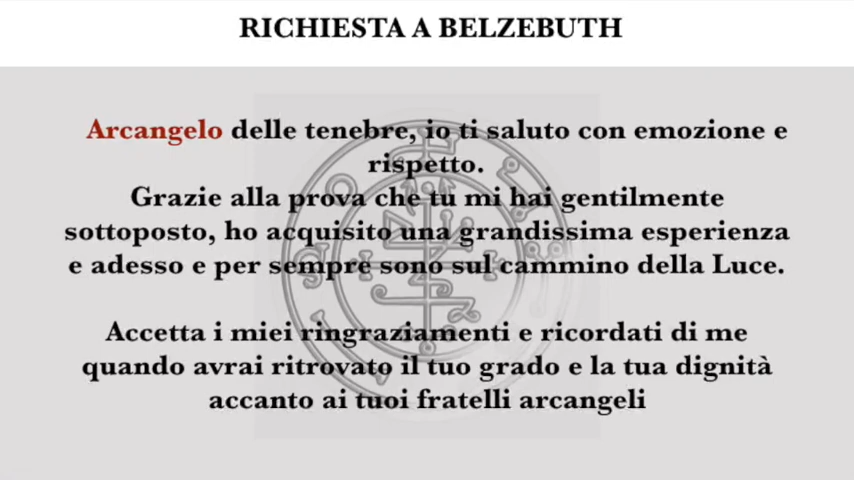 RICHIESTA A BELZEBUTH
Arcangelo delle tenebre, io ti saluto con emozione e
rispetto.
Grazie alla prova che tu mi hai gentilmente
sottoposto, ho acquisito una grandissima esperienza
e adesso e per sempre sono sul cammino della Luce.
Accetta i miei ringraziamenti e ricordati di me
quando avrai ritrovato il tuo grado e la tua dignità
accanto ai tuoi fratelli arcangeli